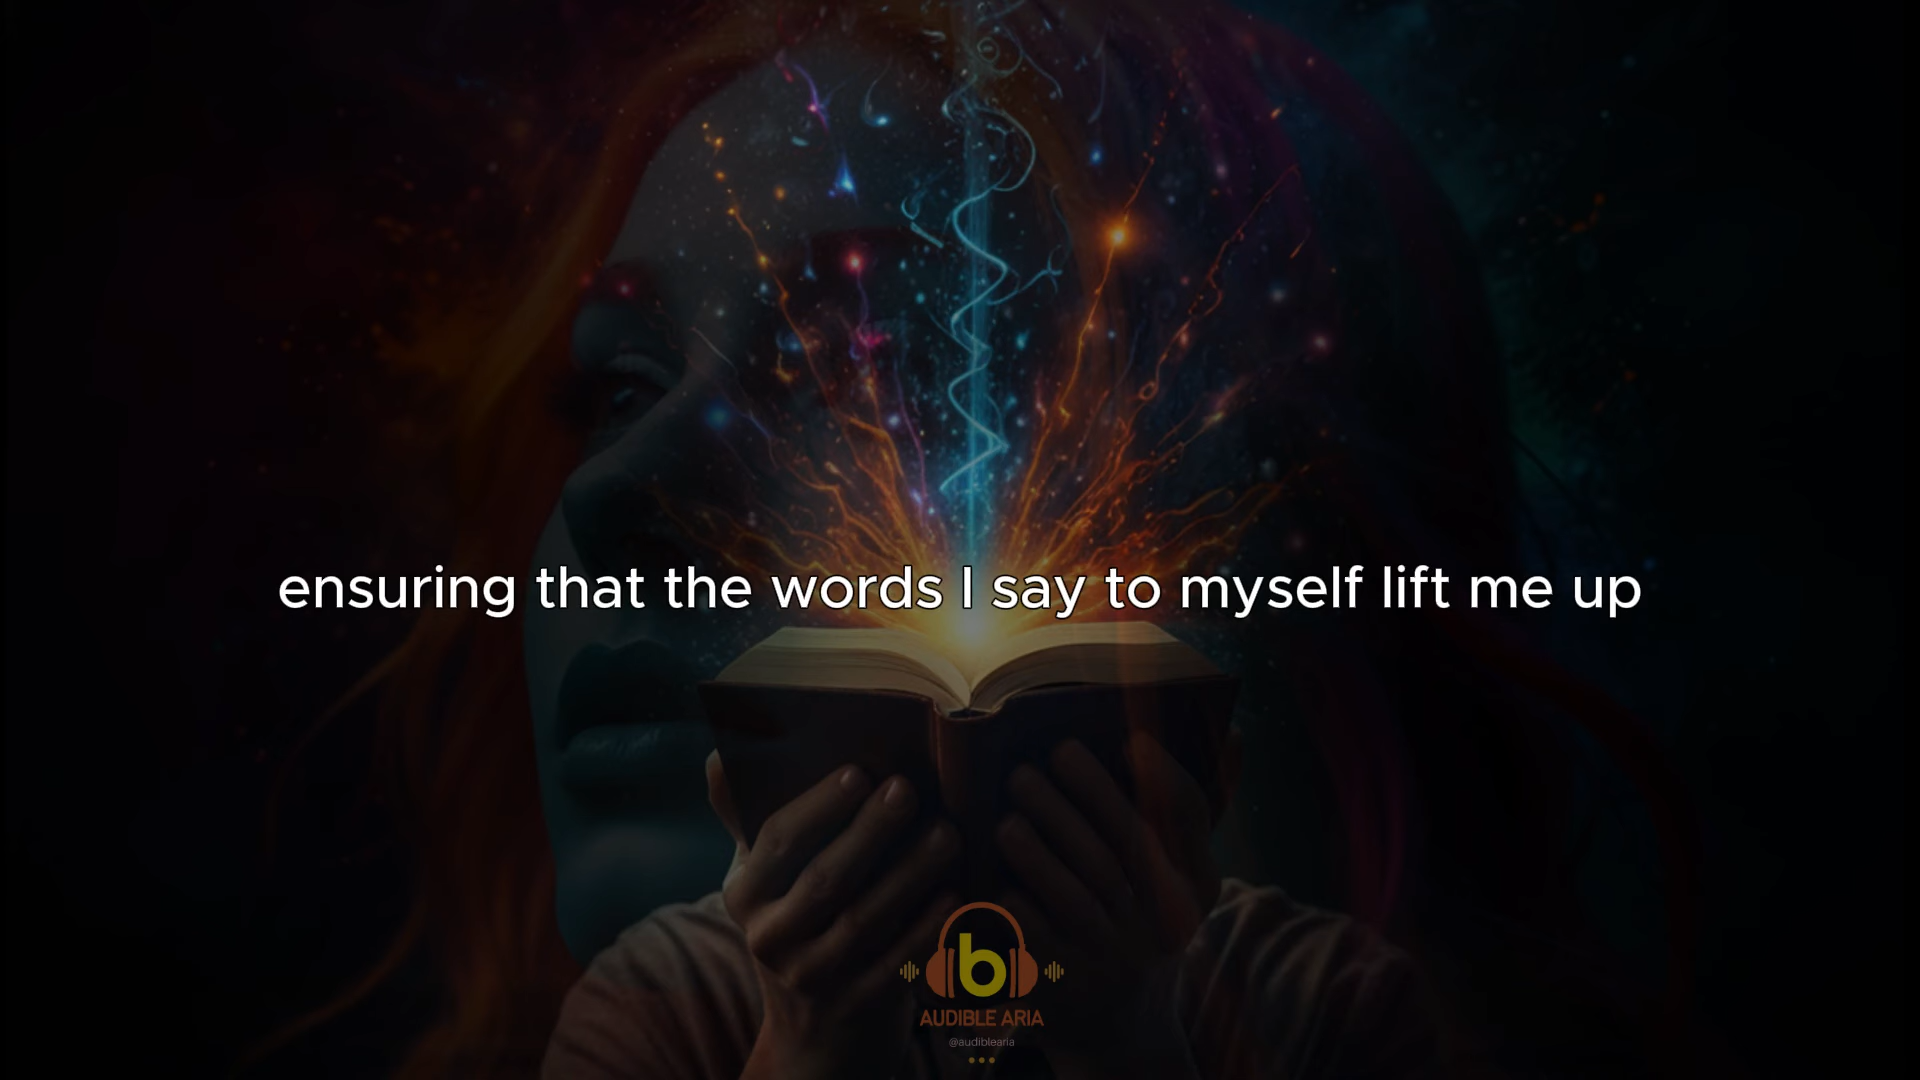 ensuring that the words I say to myself lift me up
b
AUDIBLE ARIA
@audiblearia